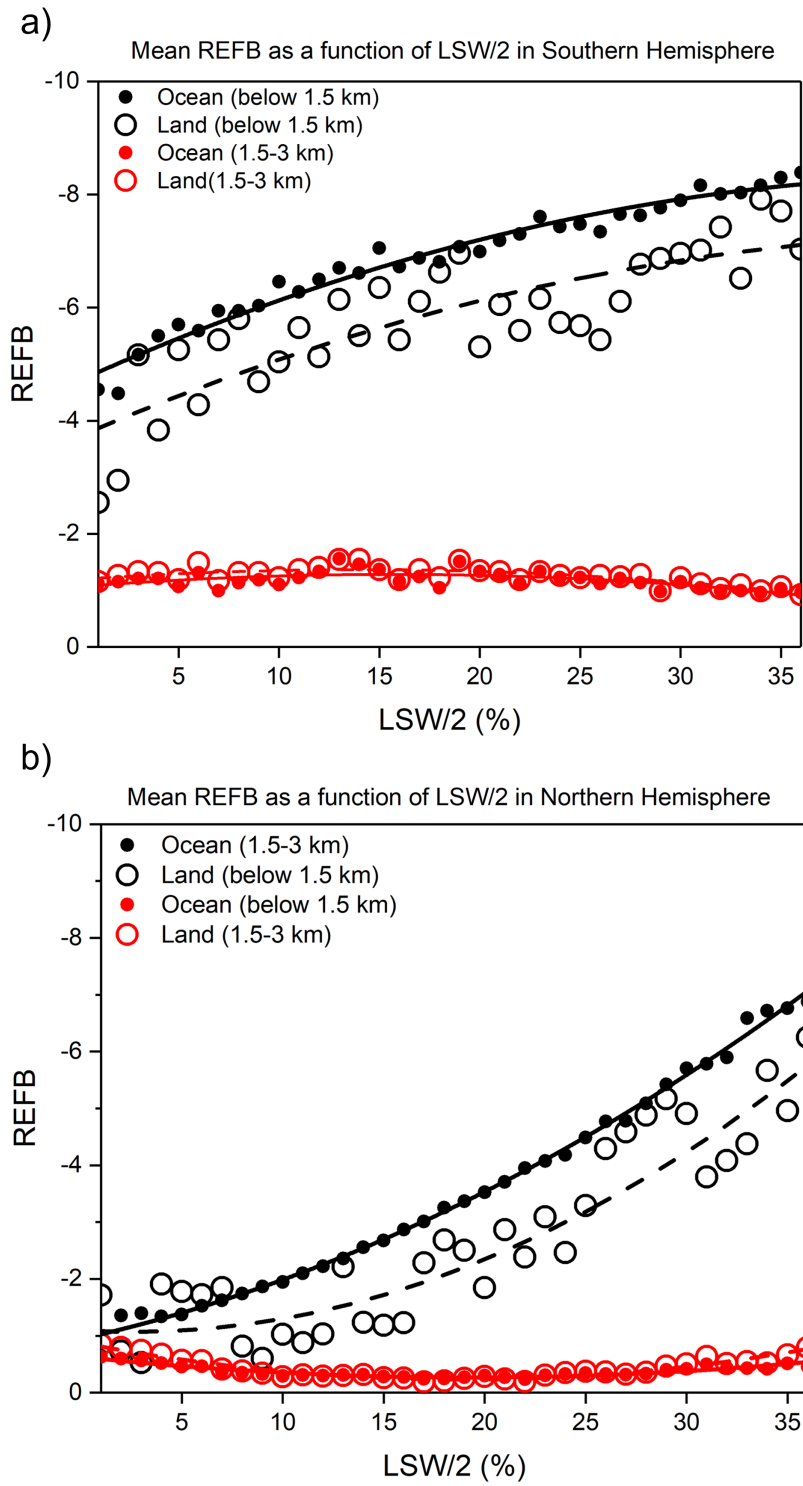 a)
Mean REFB as a function of LSW/2 in Southern Hemisphere
-10
Ocean (below 1.5 km)
Land (below 1.5 km)
Ocean (1.5-3 km)
Land(1.5-3 km)
-8
-6
REFB
-4
-2
0
5 10 15 20 25 30 35
LSW/2 (%)
b)
Mean REFB as a function of LSW/2 in Northern Hemisphere
-10
Ocean (1.5-3 km)
Land (below 1.5 km)
Ocean (below 1.5 km)
Land (1.5-3 km)
-8
-6
REFB
-4
-2
0
5 10 15 20 25 30 35
LSW/2 (%)